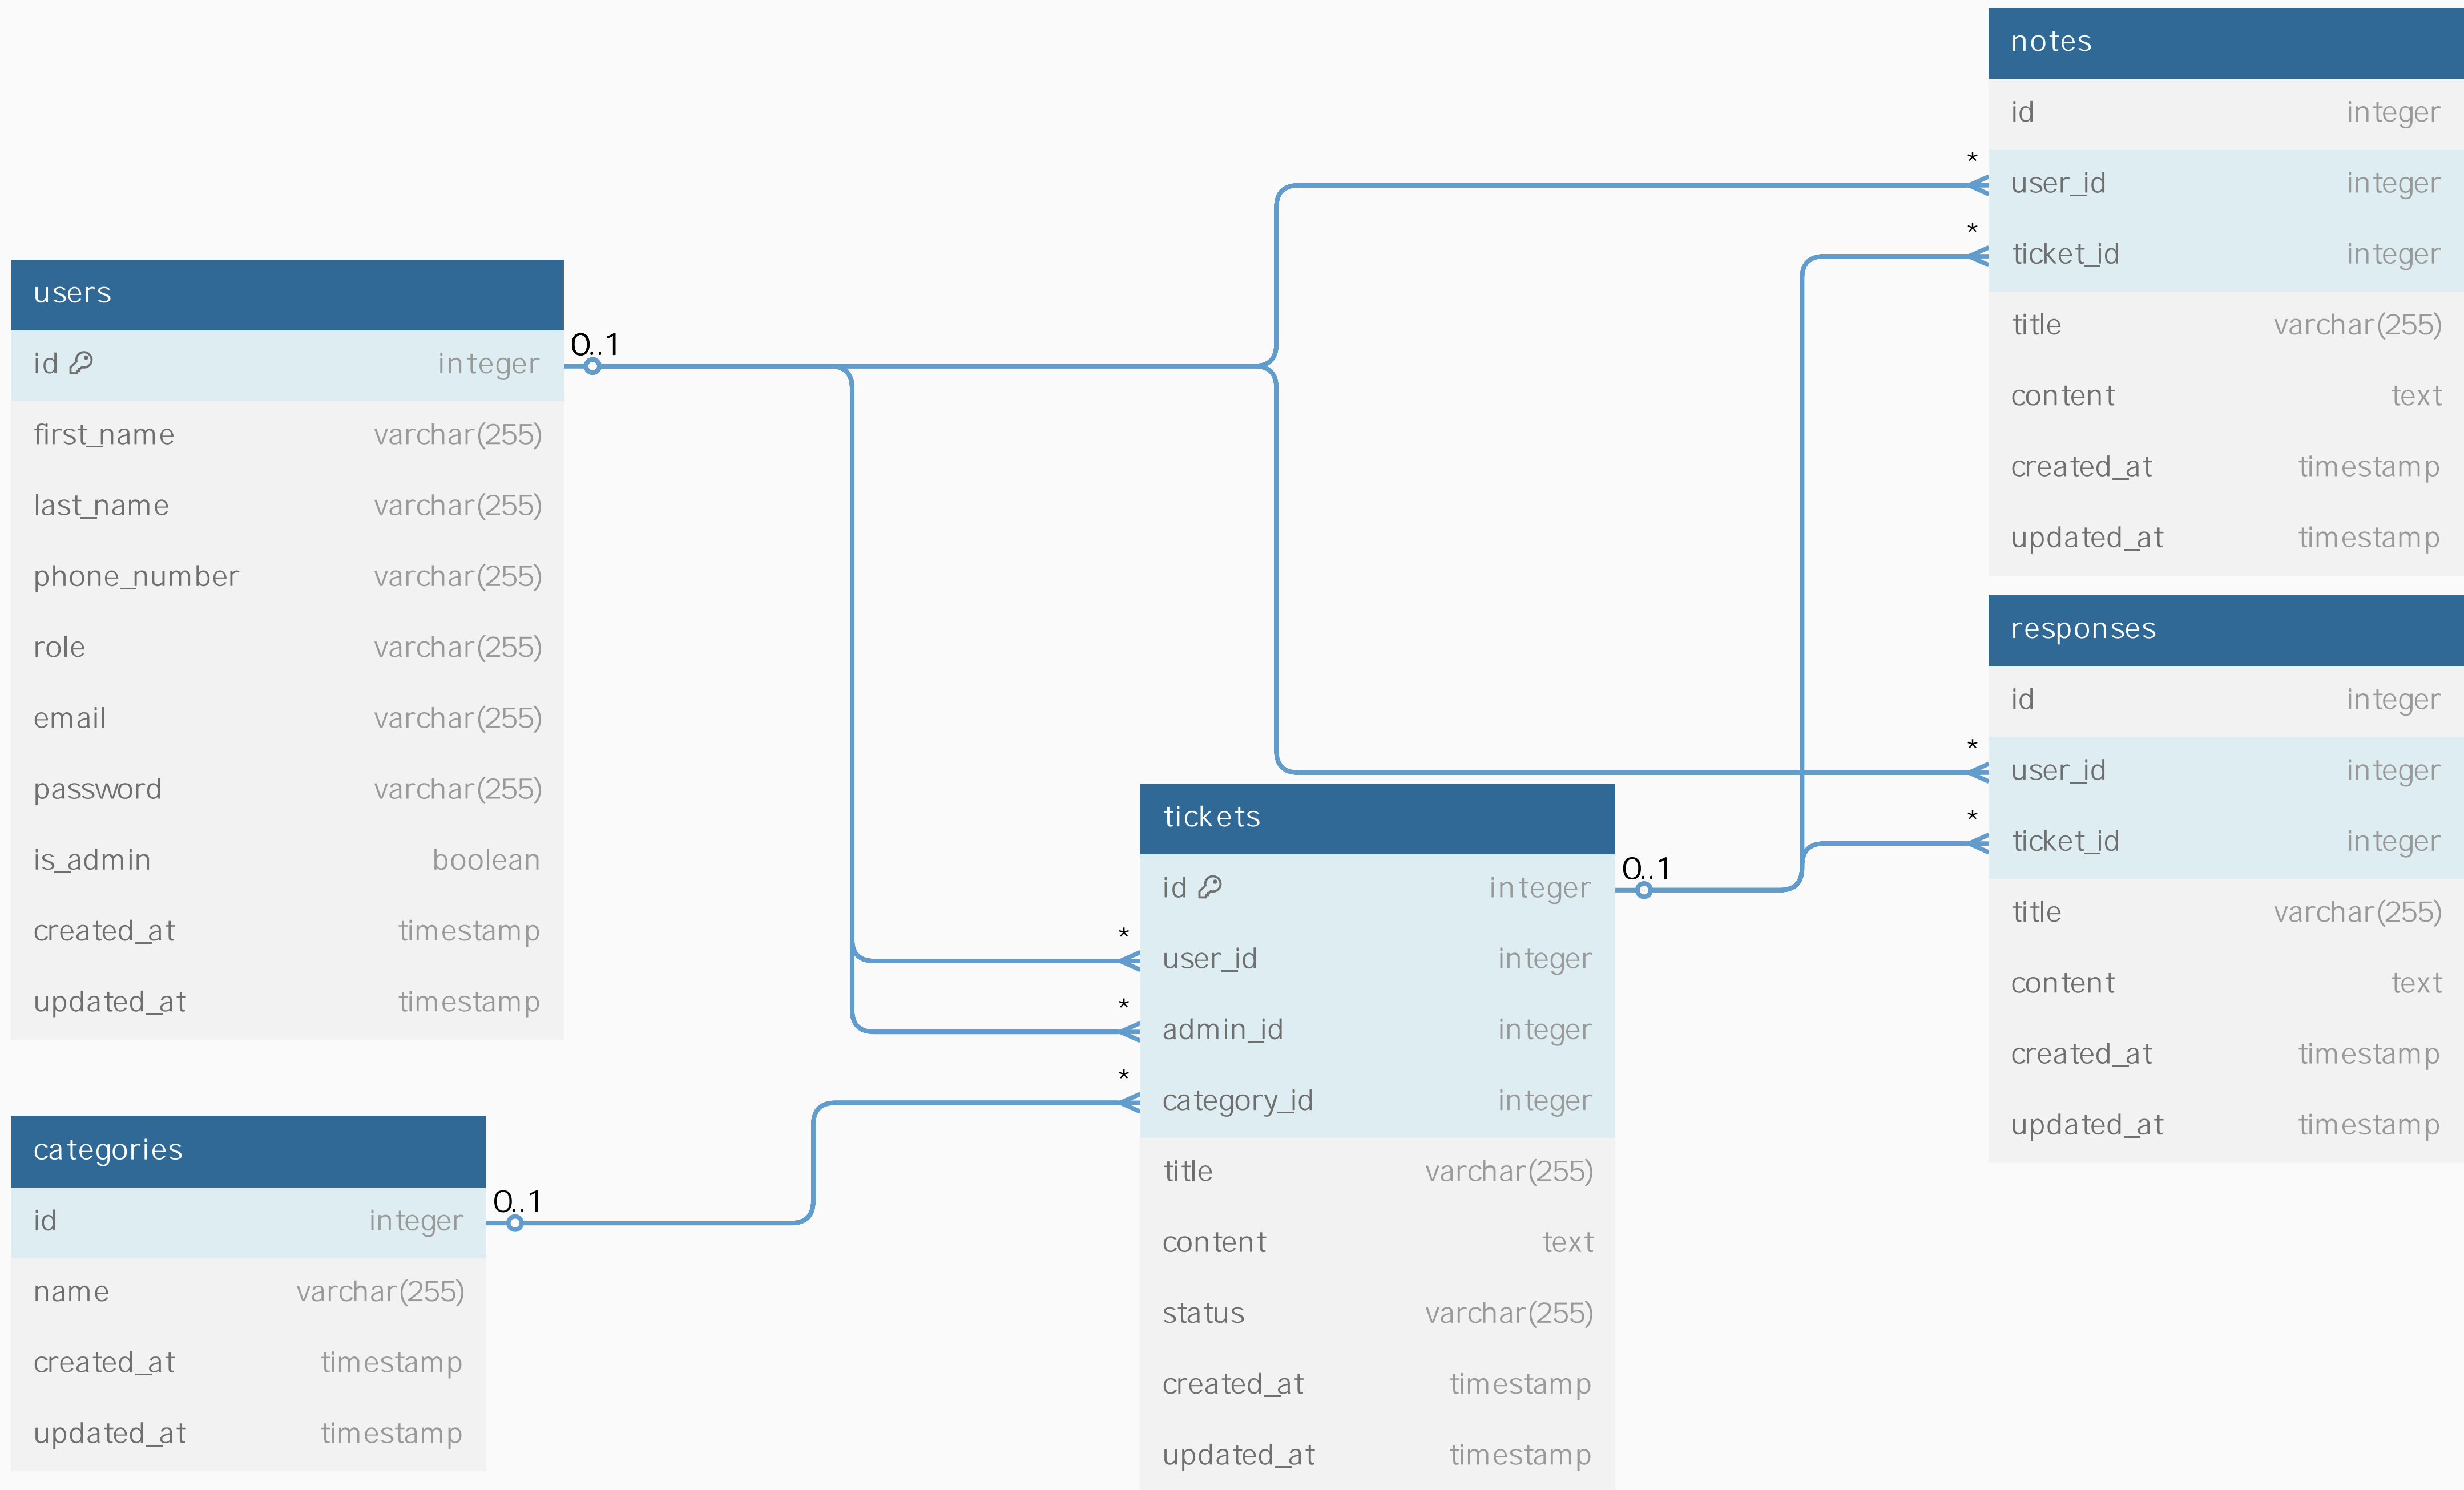 users
id integer
first_name varchar(255)
last_name varchar(255)
phone_number varchar(255)
role varchar(255)
email varchar(255)
password varchar(255)
is_admin boolean
created_at timestamp
updated_at timestamp
0..1
categories
id integer
name varchar(255)
created_at timestamp
updated_at timestamp
0..1
*
*
*
tickets
id integer
user_id integer
admin_id integer
category_id integer
title varchar(255)
content text
status varchar(255)
created_at timestamp
updated_at timestamp
0..1
*
*
notes
id integer
user_id integer
ticket_id integer
title varchar(255)
content text
created_at timestamp
updated_at timestamp
*
*
responses
id integer
user_id integer
ticket_id integer
title varchar(255)
content text
created_at timestamp
updated_at timestamp